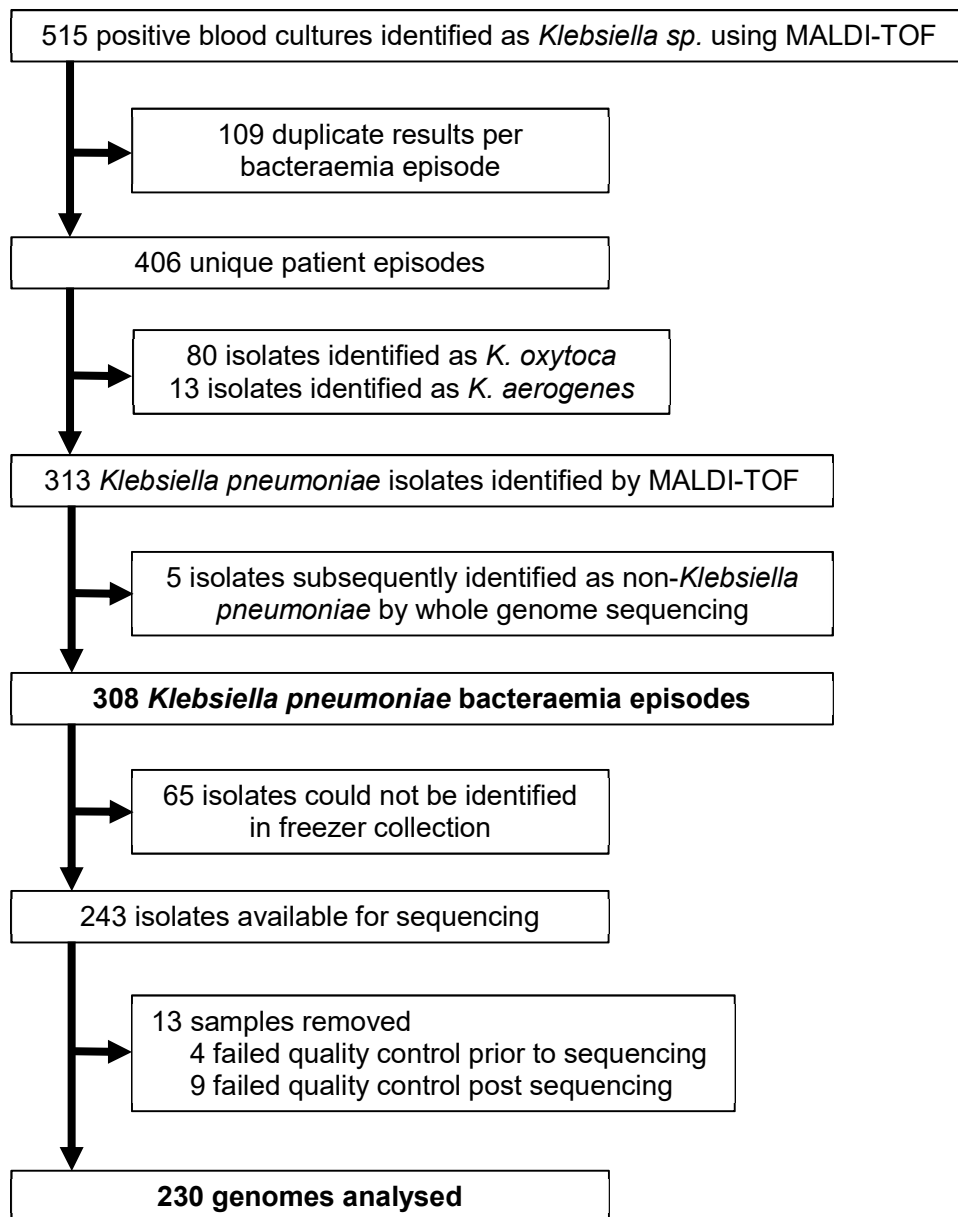 515 positive blood cultures identified as Klebsiella sp. using MALDI-TOF
109 duplicate results per
bacteraemia episode
406 unique patient episodes
80 isolates identified as K. oxytoca
13 isolates identified as K. aerogenes
313 Klebsiella pneumoniae isolates identified by MALDI-TOF
5 isolates subsequently identified as non-Klebsiella
pneumoniae by whole genome sequencing
308 Klebsiella pneumoniae bacteraemia episodes
65 isolates could not be identified
in freezer collection
243 isolates available for sequencing
13 samples removed
4 failed quality control prior to sequencing
9 failed quality control post sequencing
230 genomes analysed